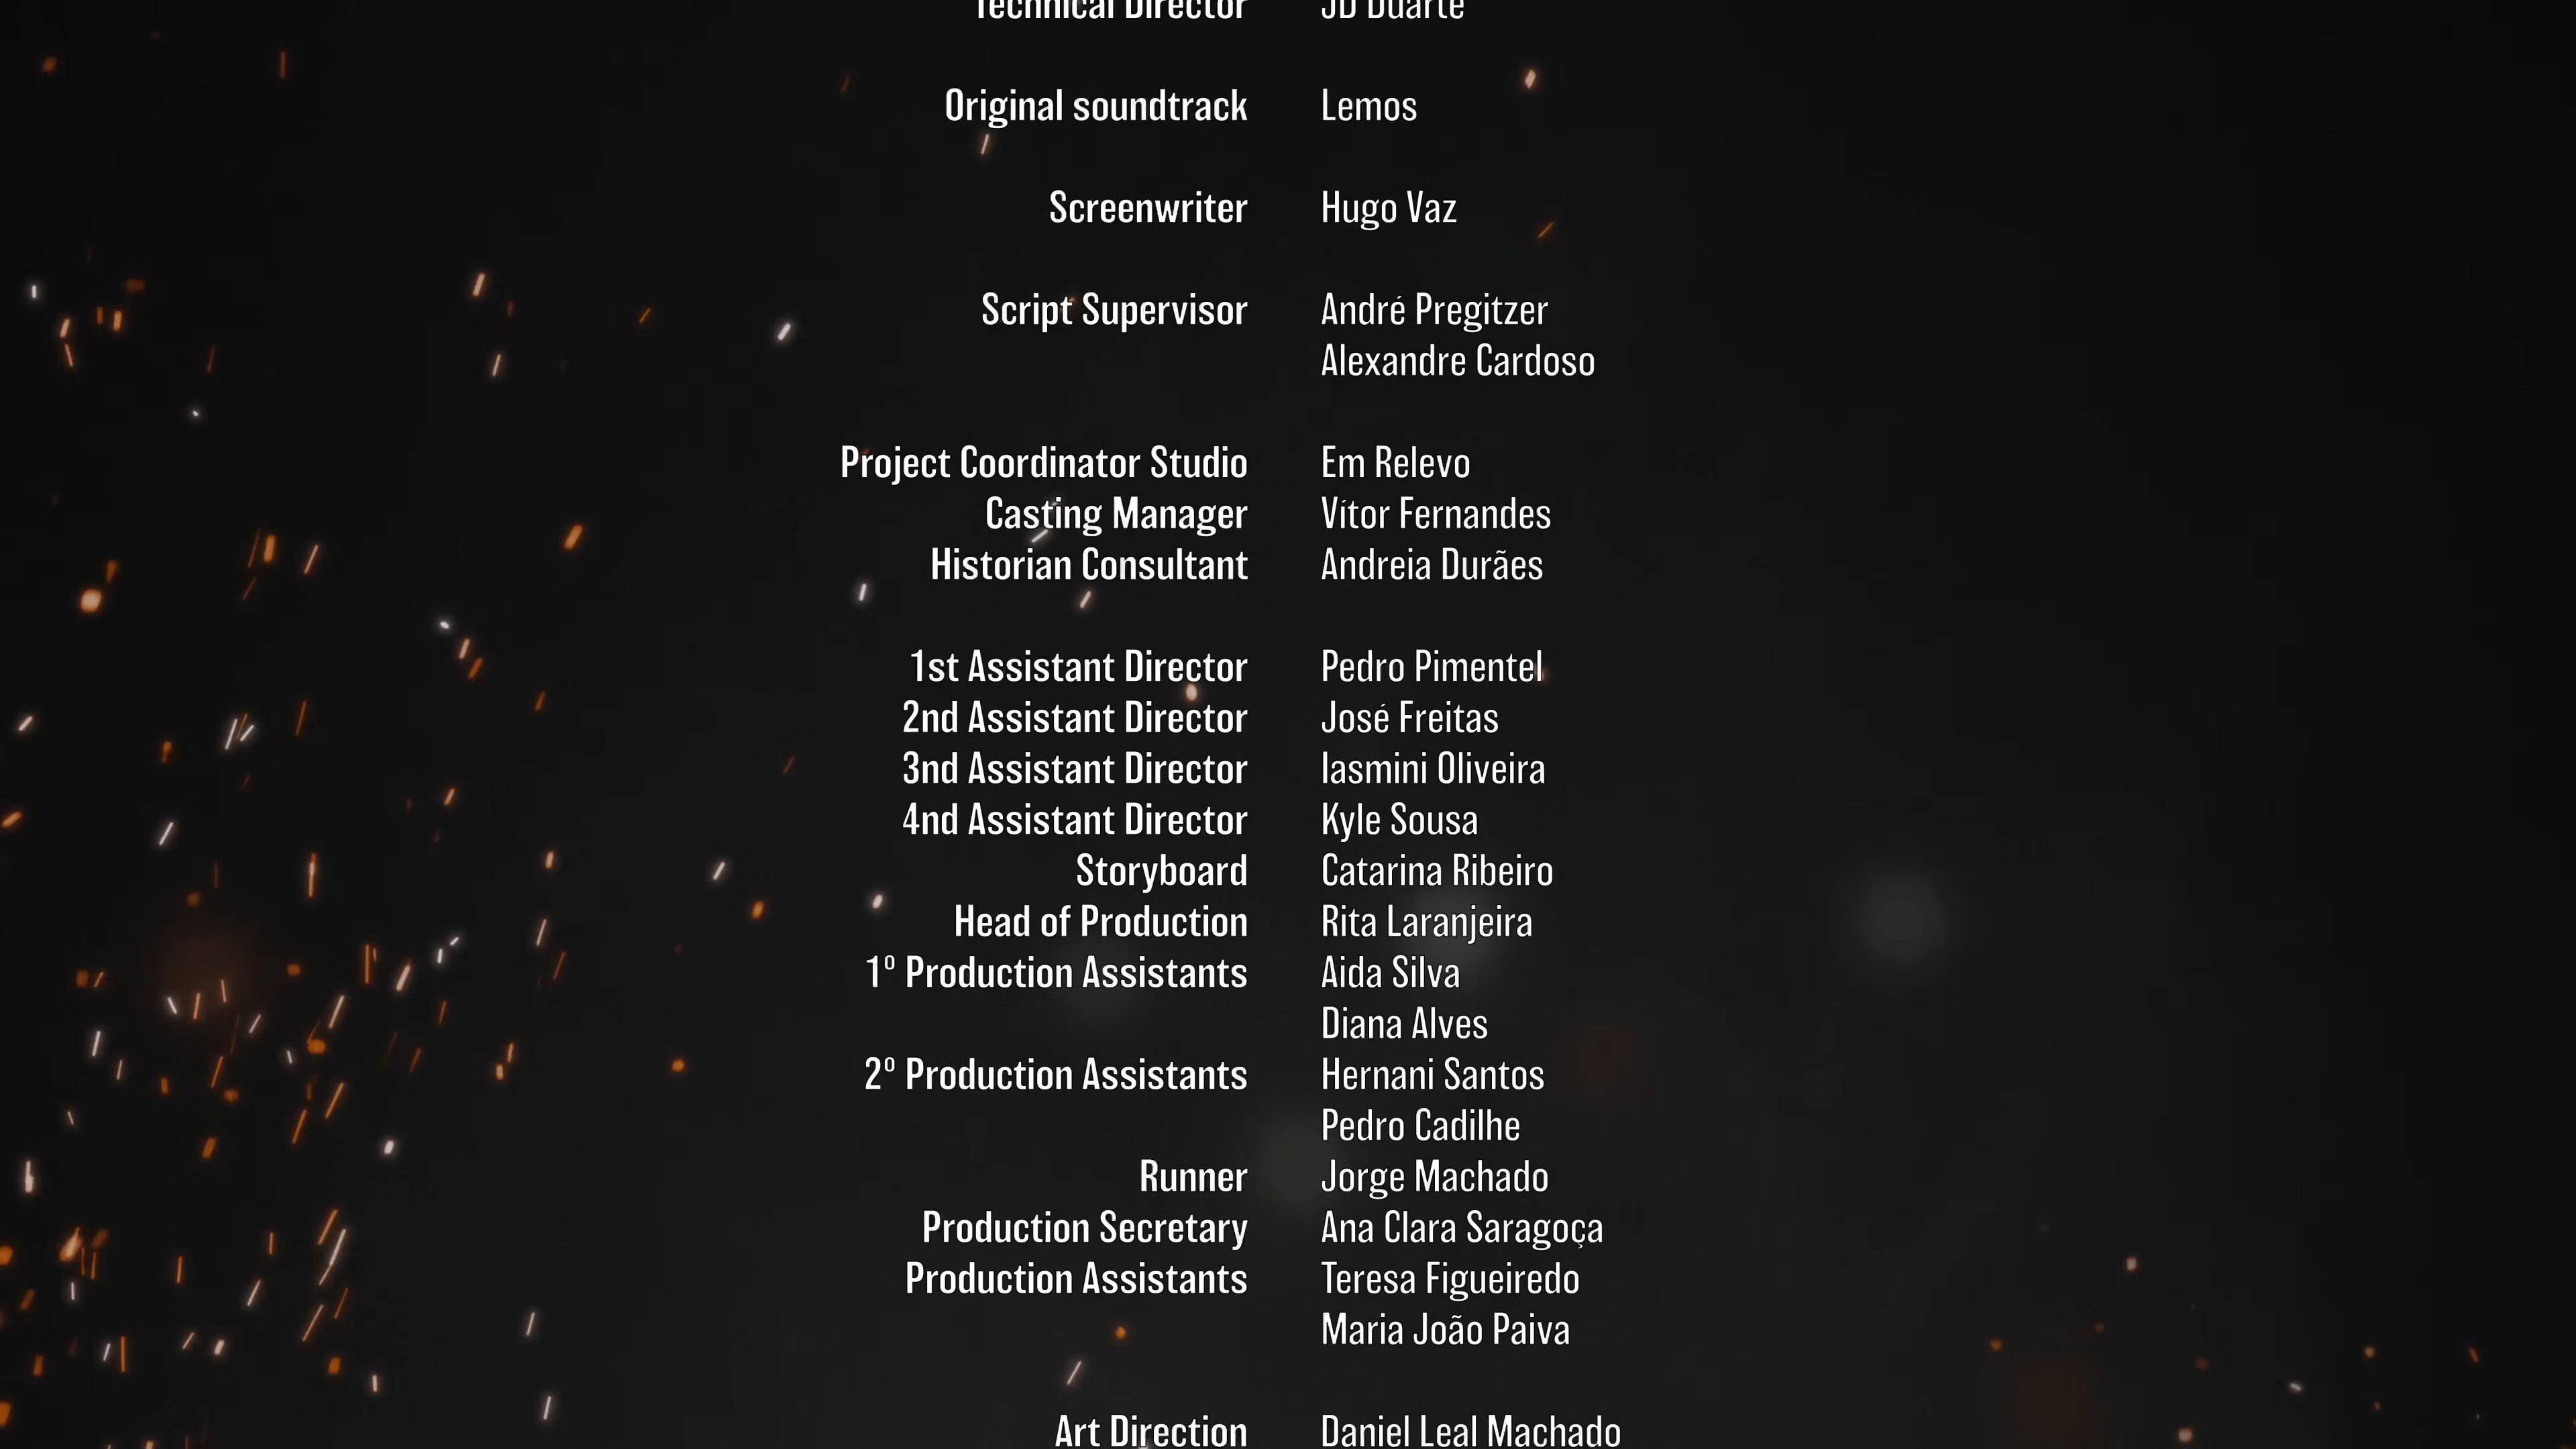 Technical Director JD Duarte
Original soundtrack Lemos
Screenwriter Hugo Vaz
Script Supervisor André Pregitzer
Alexandre Cardoso
Project Coordinator Studio Em Relevo
Casting Manager Vítor Fernandes
Historian Consultant Andreia Durães
1st Assistant Director Pedro Pimentel
2nd Assistant Director José Freitas
3nd Assistant Director Iasmini Oliveira
4nd Assistant Director Kyle Sousa
Storyboard Catarina Ribeiro
Head of Production Rita Laranjeira
1º Production Assistants Aida Silva
Diana Alves
2º Production Assistants Hernani Santos
Pedro Cadilhe
Runner Jorge Machado
Production Secretary Ana Clara Saragoça
Production Assistants Teresa Figueiredo
Maria João Paiva
Art Direction Daniel Leal Machado